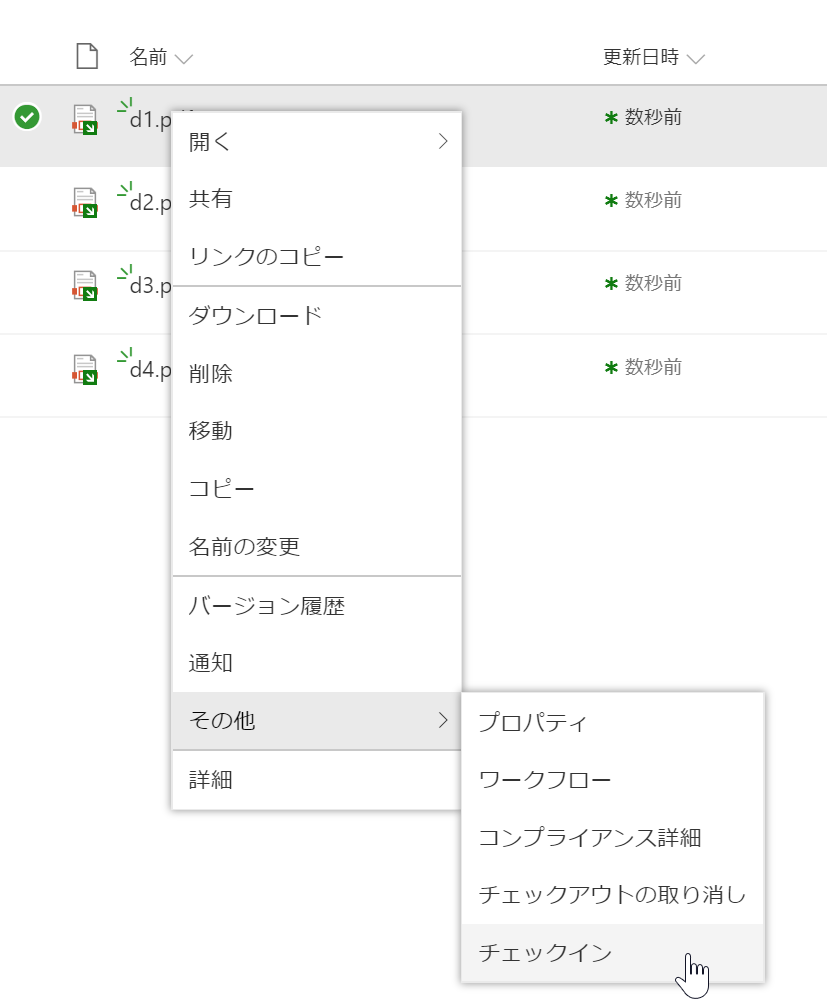 名前 更新日時
d1.p 数秒前
d2.p 数秒前
d3.p 数秒前
d4.p 数秒前
開く
共有
リンクのコピー
ダウンロード
削除
移動
コピー
名前の変更
バージョン履歴
通知
その他
詳細
プロパティ
ワークフロー
コンプライアンス詳細
チェックアウトの取り消し
チェックイン